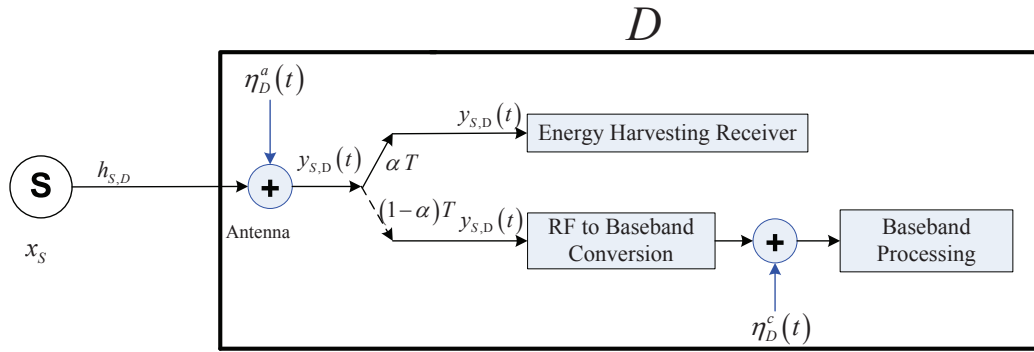 D
η_D^a(t)
y_{S,D}(t)
Energy Harvesting Receiver
y_{S,D}(t)
αT
h_{S,D}
S
x_S
Antenna
(1−α)T
y_{S,D}(t)
RF to Baseband
Conversion
Baseband
Processing
η_D^c(t)